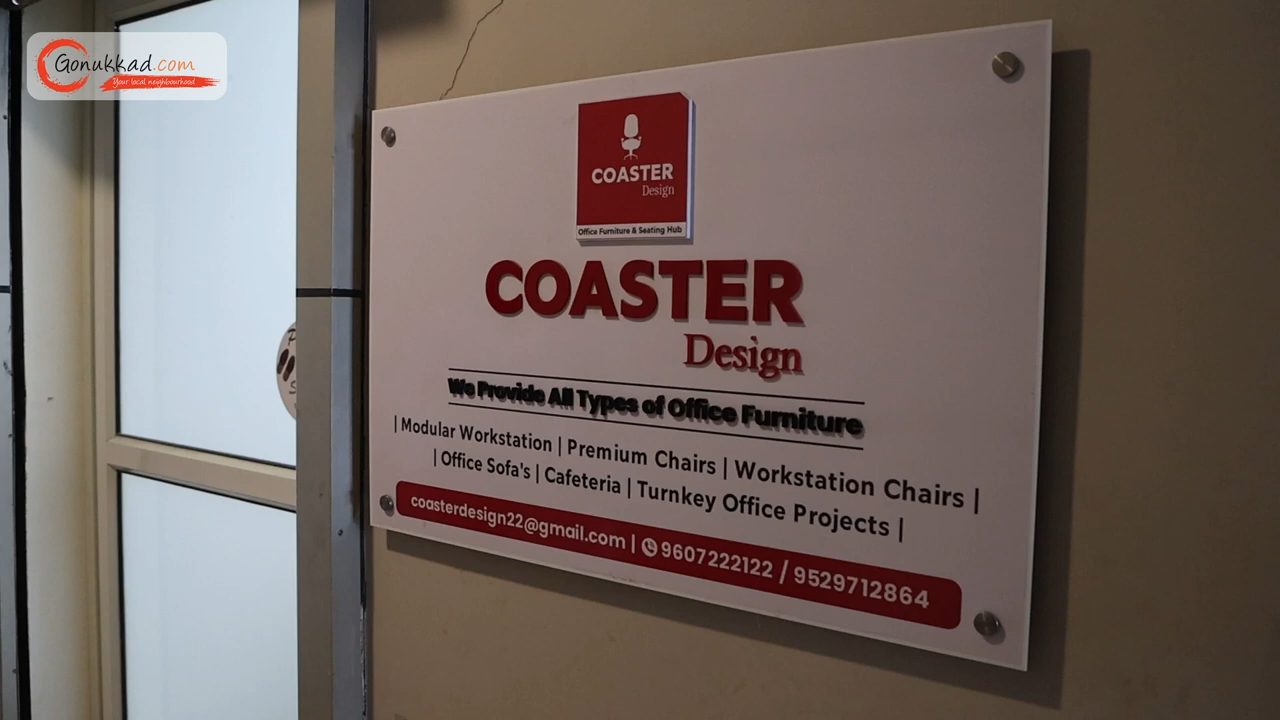 Gonukkad.com
Your local neighbourhood
COASTER
Design
Office Furniture & Seating Hub
COASTER
Design
We Provide All Types of Office Furniture
| Modular Workstation | Premium Chairs | Workstation Chairs |
| Office Sofa's | Cafeteria | Turnkey Office Projects |
coasterdesign22@gmail.com | 9607222122 / 9529712864